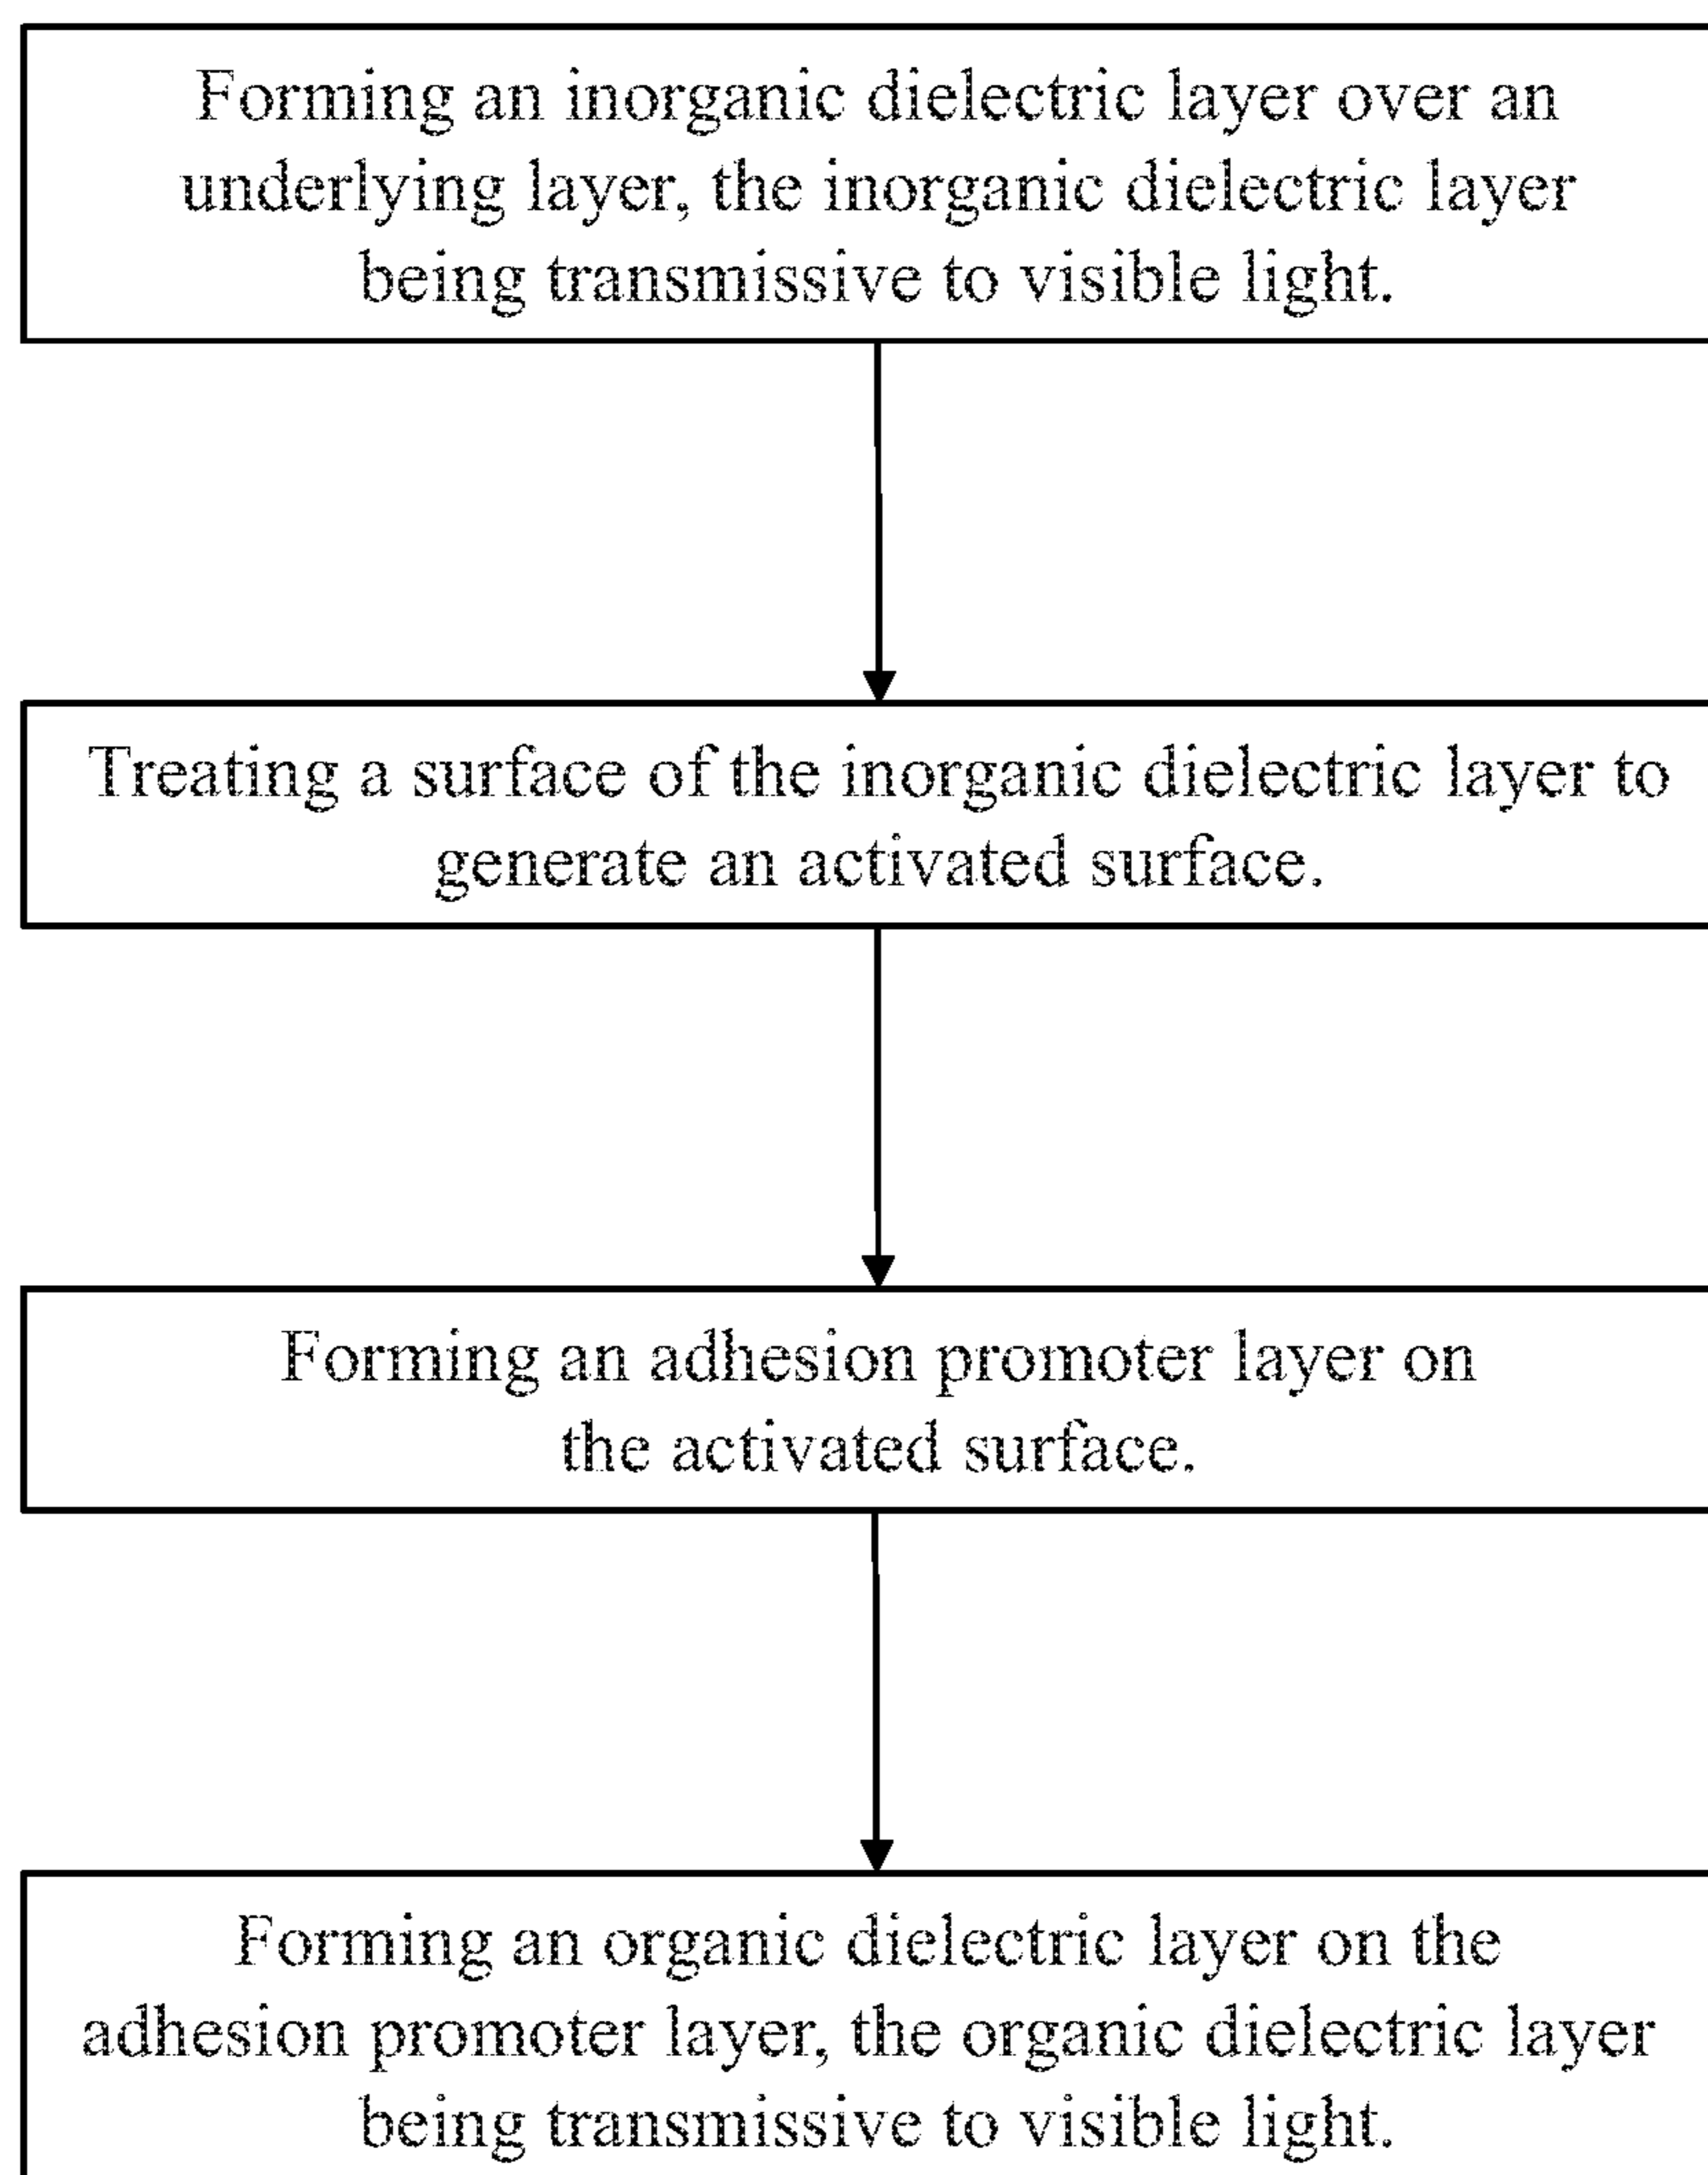 Forming an inorganic dielectric layer over an
underlying layer, the inorganic dielectric layer
being transmissive to visible light.
Treating a surface of the inorganic dielectric layer to
generate an activated surface.
Forming an adhesion promoter layer on
the activated surface.
Forming an organic dielectric layer on the
adhesion promoter layer, the organic dielectric layer
being transmissive to visible light.